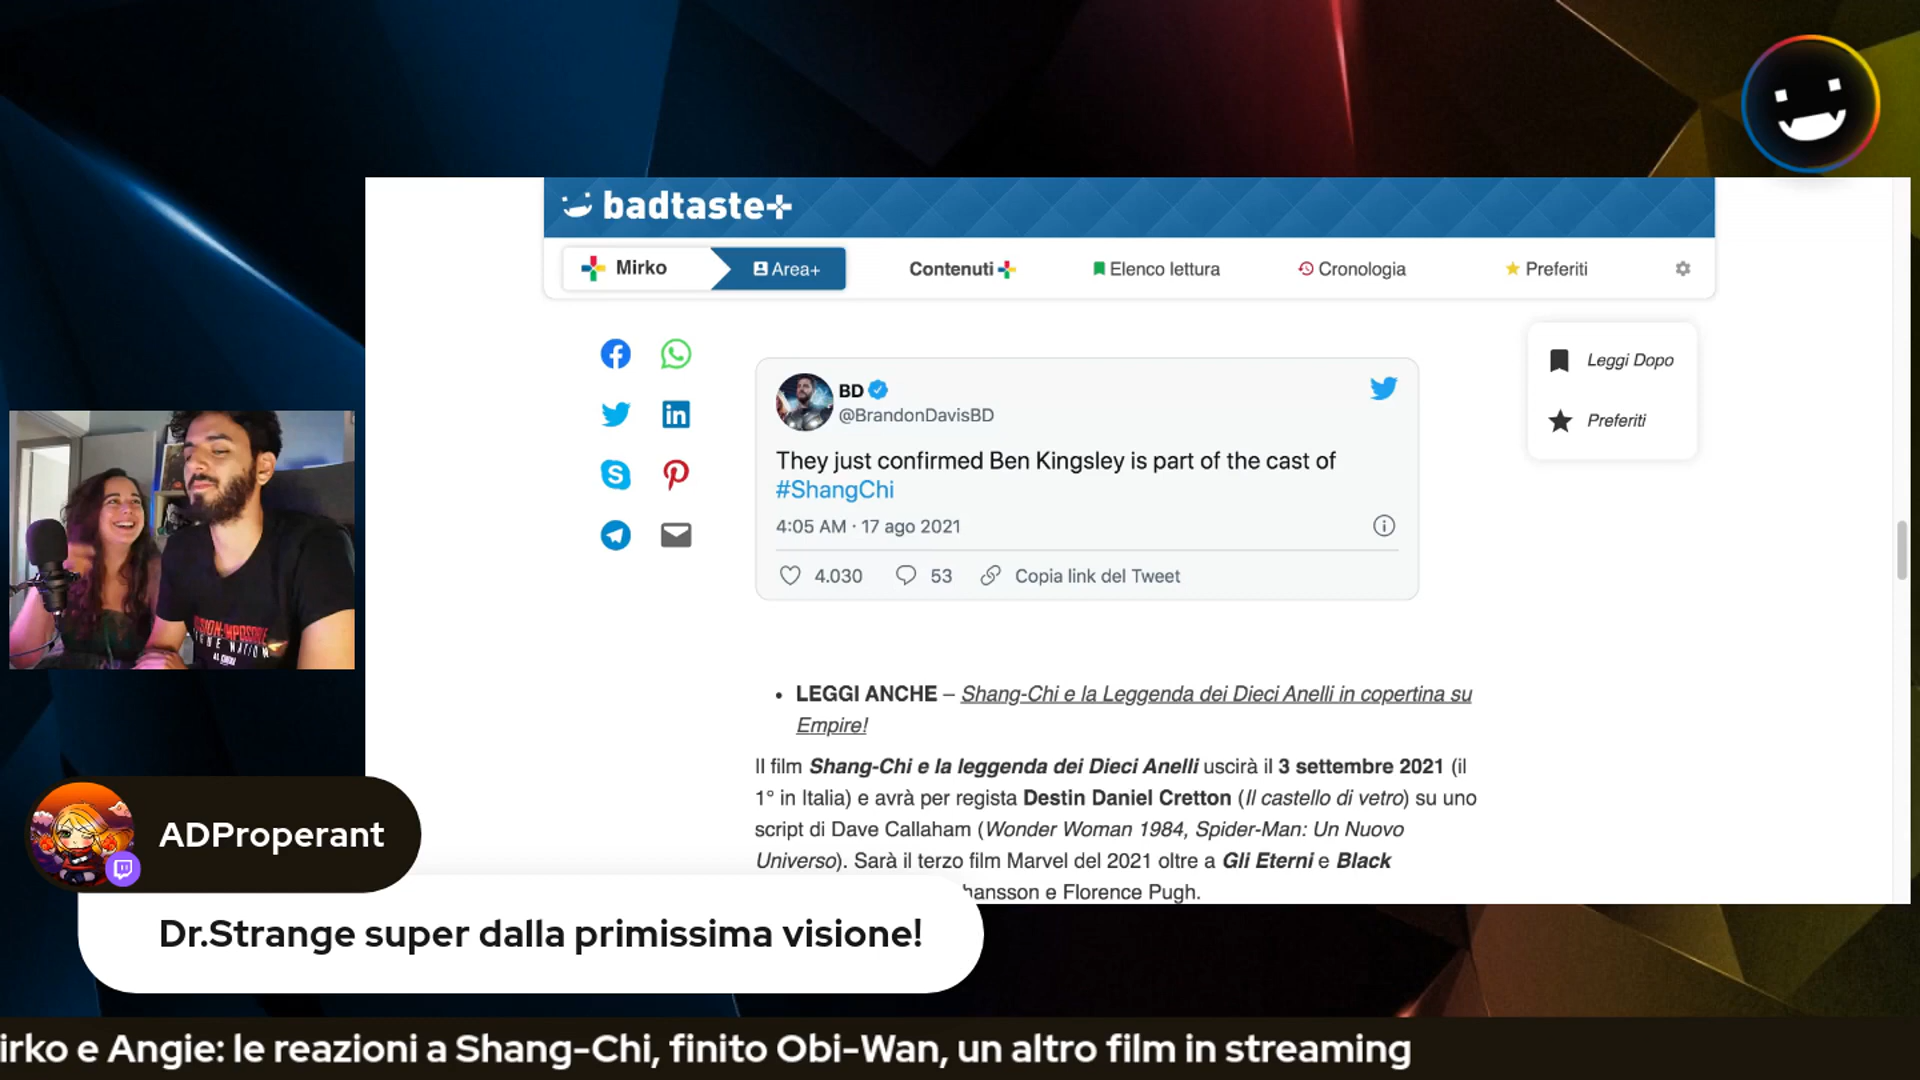 badtaste+
Mirko
Area+
Contenuti
Elenco lettura
Cronologia
Preferiti
Leggi Dopo
Preferiti
BD
@BrandonDavisBD
They just confirmed Ben Kingsley is part of the cast of
#ShangChi
4:05 AM · 17 ago 2021
4.030
53
Copia link del Tweet
• LEGGI ANCHE – Shang-Chi e la Leggenda dei Dieci Anelli in copertina su
Empire!
Il film Shang-Chi e la leggenda dei Dieci Anelli uscirà il 3 settembre 2021 (il
1° in Italia) e avrà per regista Destin Daniel Cretton (Il castello di vetro) su uno
script di Dave Callaham (Wonder Woman 1984, Spider-Man: Un Nuovo
Universo). Sarà il terzo film Marvel del 2021 oltre a Gli Eterni e Black
hansson e Florence Pugh.
ADProperant
Dr.Strange super dalla primissima visione!
irko e Angie: le reazioni a Shang-Chi, finito Obi-Wan, un altro film in streaming